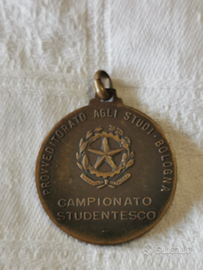 PROVVEDITORATO AGLI STUDI - BOLOGNA
CAMPIONATO
STUDENTESCO